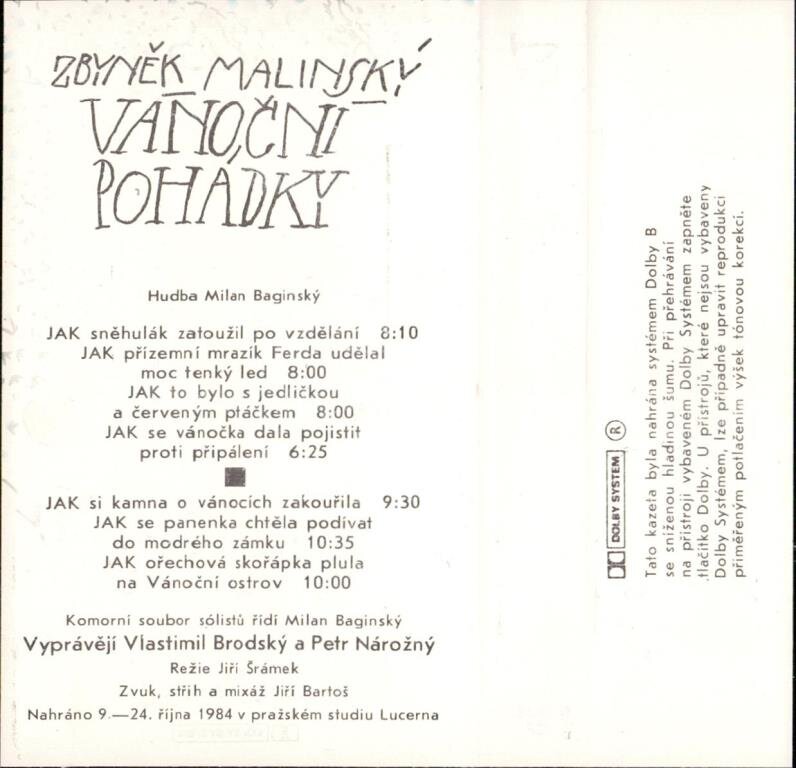 ZBYNĚK MALINSKÝ
VÁNOČNÍ
POHÁDKY
Hudba Milan Baginský
JAK sněhulák zatoužil po vzdělání 8:10
JAK přízemní mrazík Ferda udělal
moc tenký led 8:00
JAK to bylo s jedličkou
a červeným ptáčkem 8:00
JAK se vánočka dala pojistit
proti připálení 6:25
JAK si kamna o vánocích zakouřila 9:30
JAK se panenka chtěla podívat
do modrého zámku 10:35
JAK ořechová skořápka plula
na Vánoční ostrov 10:00
Komorní soubor sólistů řídí Milan Baginský
Vyprávějí Vlastimil Brodský a Petr Nárožný
Režie Jiří Šrámek
Zvuk, střih a mixáž Jiří Bartoš
Nahráno 9.—24. října 1984 v pražském studiu Lucerna
DOLBY SYSTEM ®
Tato kazeta byla nahrána systémem Dolby B
se sníženou hladinou šumu. Při přehrávání
na přístroji vybaveném Dolby Systémem zapněte
tlačítko Dolby. U přístrojů, které nejsou vybaveny
Dolby Systémem, lze případně upravit reprodukci
přiměřeným potlačením výšek tónovou korekcí.